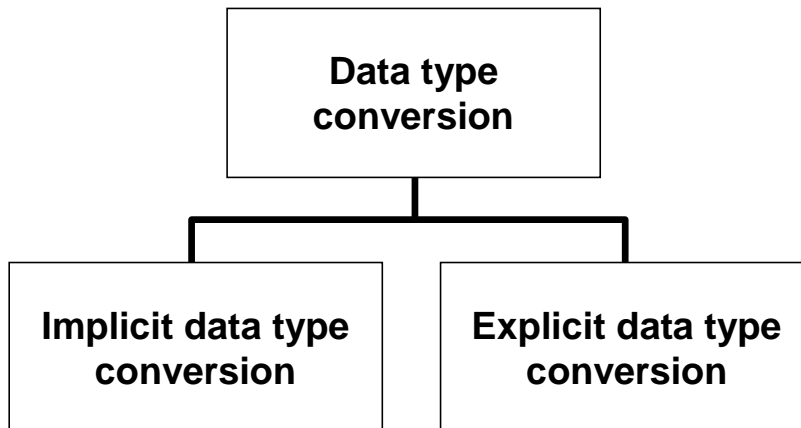 Data type
conversion
Implicit data type
conversion
Explicit data type
conversion